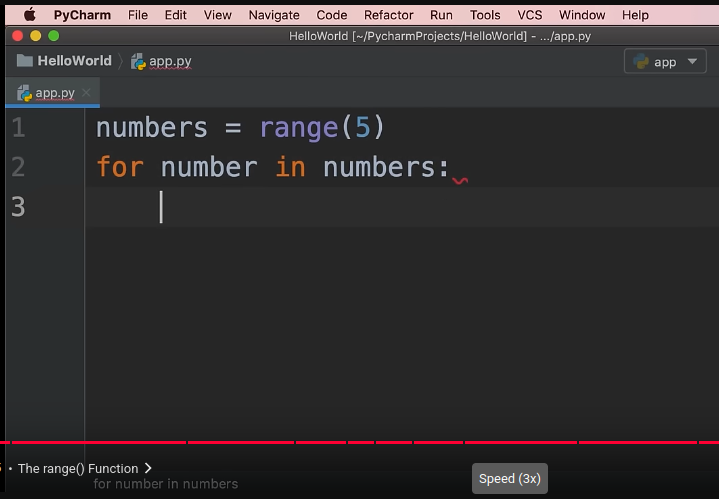 PyCharm File Edit View Navigate Code Refactor Run Tools VCS Window Help
HelloWorld [~/PycharmProjects/HelloWorld] - .../app.py
HelloWorld app.py app
app.py ×
1 numbers = range(5)
2 for number in numbers:
3
• The range() Function >
Speed (3x)
for number in numbers